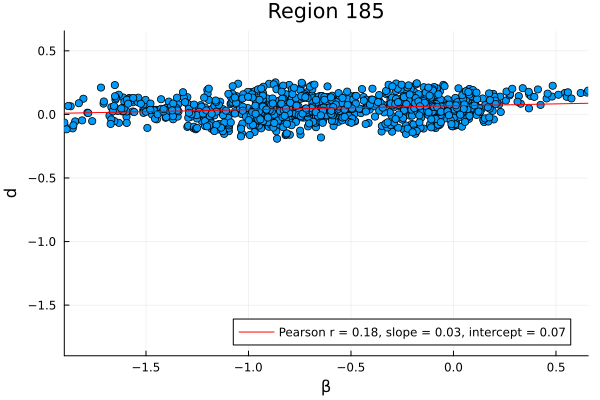 Region 185
0.5
0.0
−0.5
−1.0
−1.5
d
Pearson r = 0.18, slope = 0.03, intercept = 0.07
−1.5 −1.0 −0.5 0.0 0.5
β